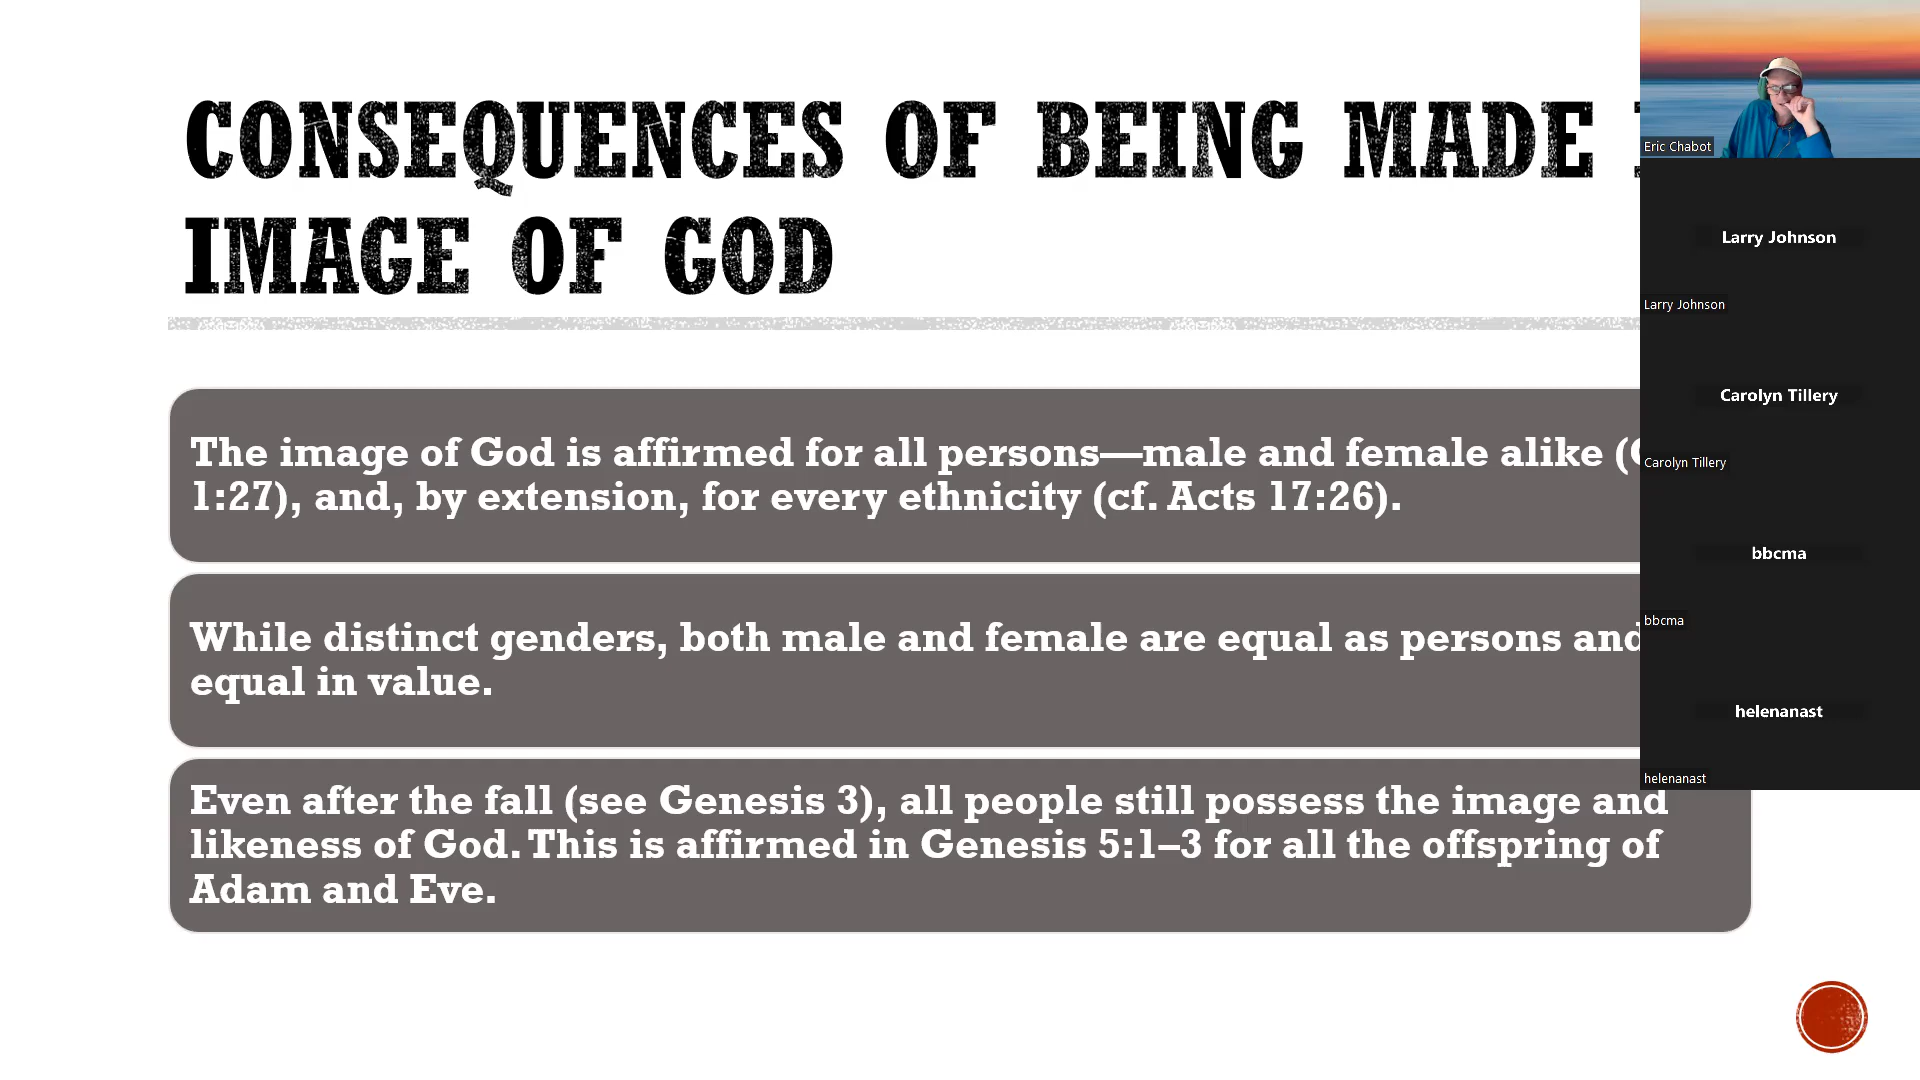 CONSEQUENCES OF BEING MADE
IMAGE OF GOD
The image of God is affirmed for all persons—male and female alike (
1:27), and, by extension, for every ethnicity (cf. Acts 17:26).
While distinct genders, both male and female are equal as persons and
equal in value.
Even after the fall (see Genesis 3), all people still possess the image and
likeness of God. This is affirmed in Genesis 5:1–3 for all the offspring of
Adam and Eve.
Eric Chabot
Larry Johnson
Larry Johnson
Carolyn Tillery
Carolyn Tillery
bbcma
bbcma
helenanast
helenanast